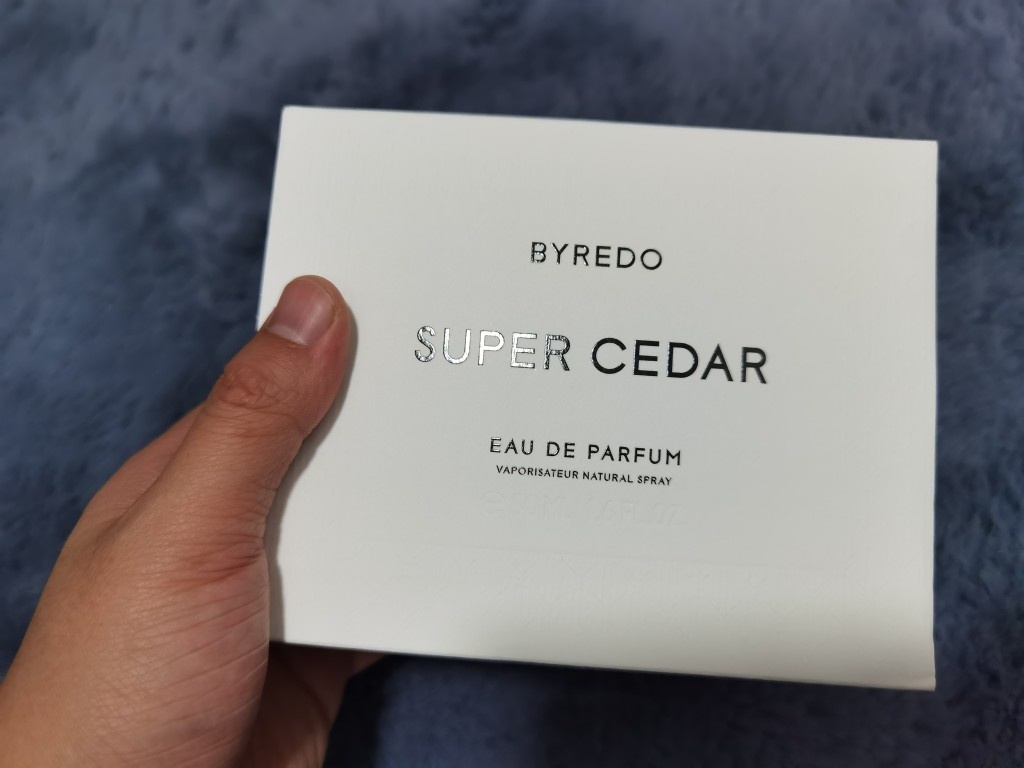 BYREDO
SUPER CEDAR
EAU DE PARFUM
VAPORISATEUR NATURAL SPRAY